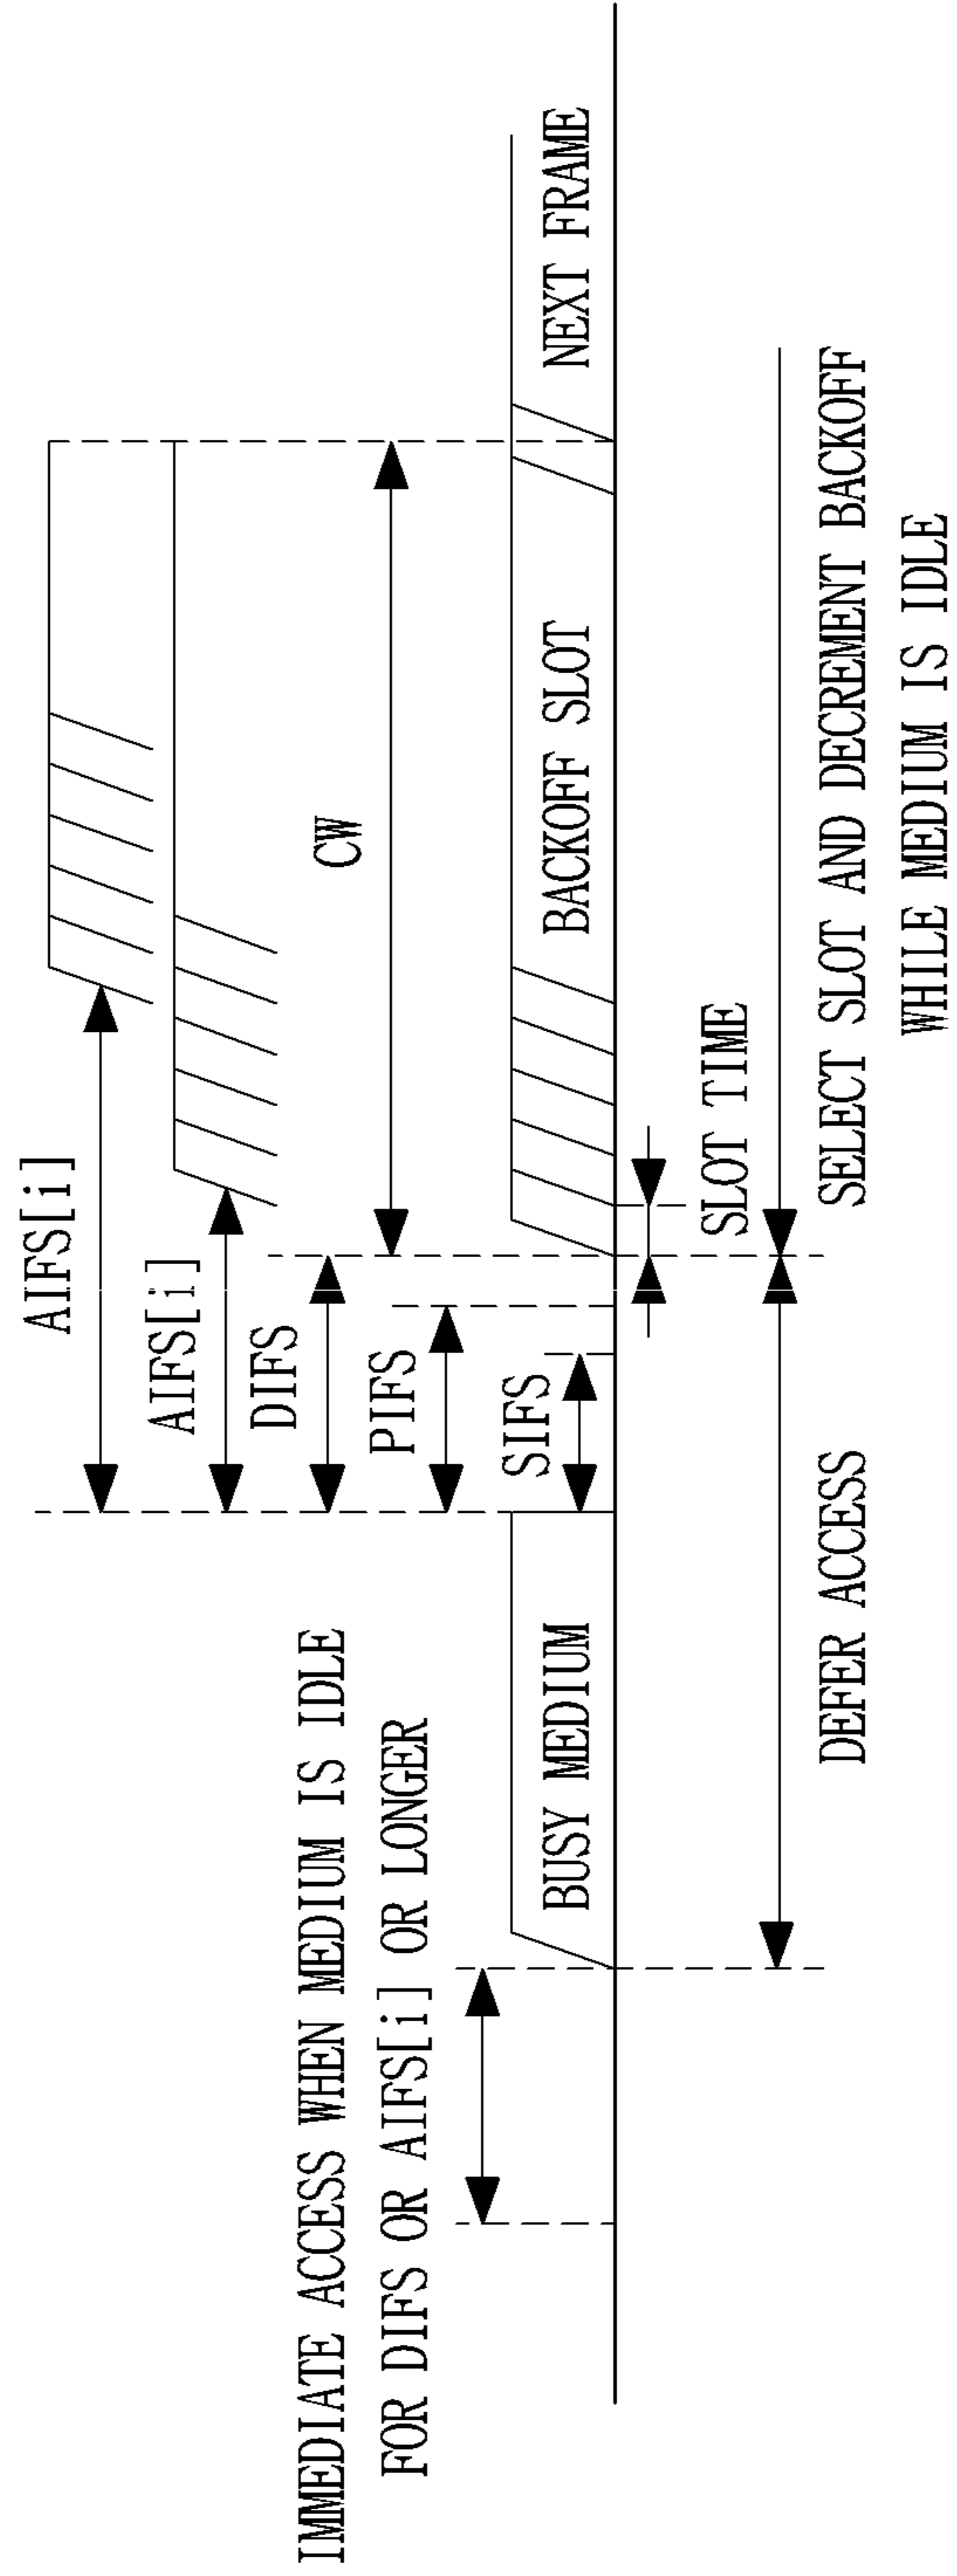 AIFS[i]
AIFS[i]
DIFS
CW
IMMEDIATE ACCESS WHEN MEDIUM IS IDLE
FOR DIFS OR AIFS[i] OR LONGER
PIFS
SIFS
BUSY MEDIUM
BACKOFF SLOT
NEXT FRAME
SLOT TIME
DEFER ACCESS
SELECT SLOT AND DECREMENT BACKOFF
WHILE MEDIUM IS IDLE